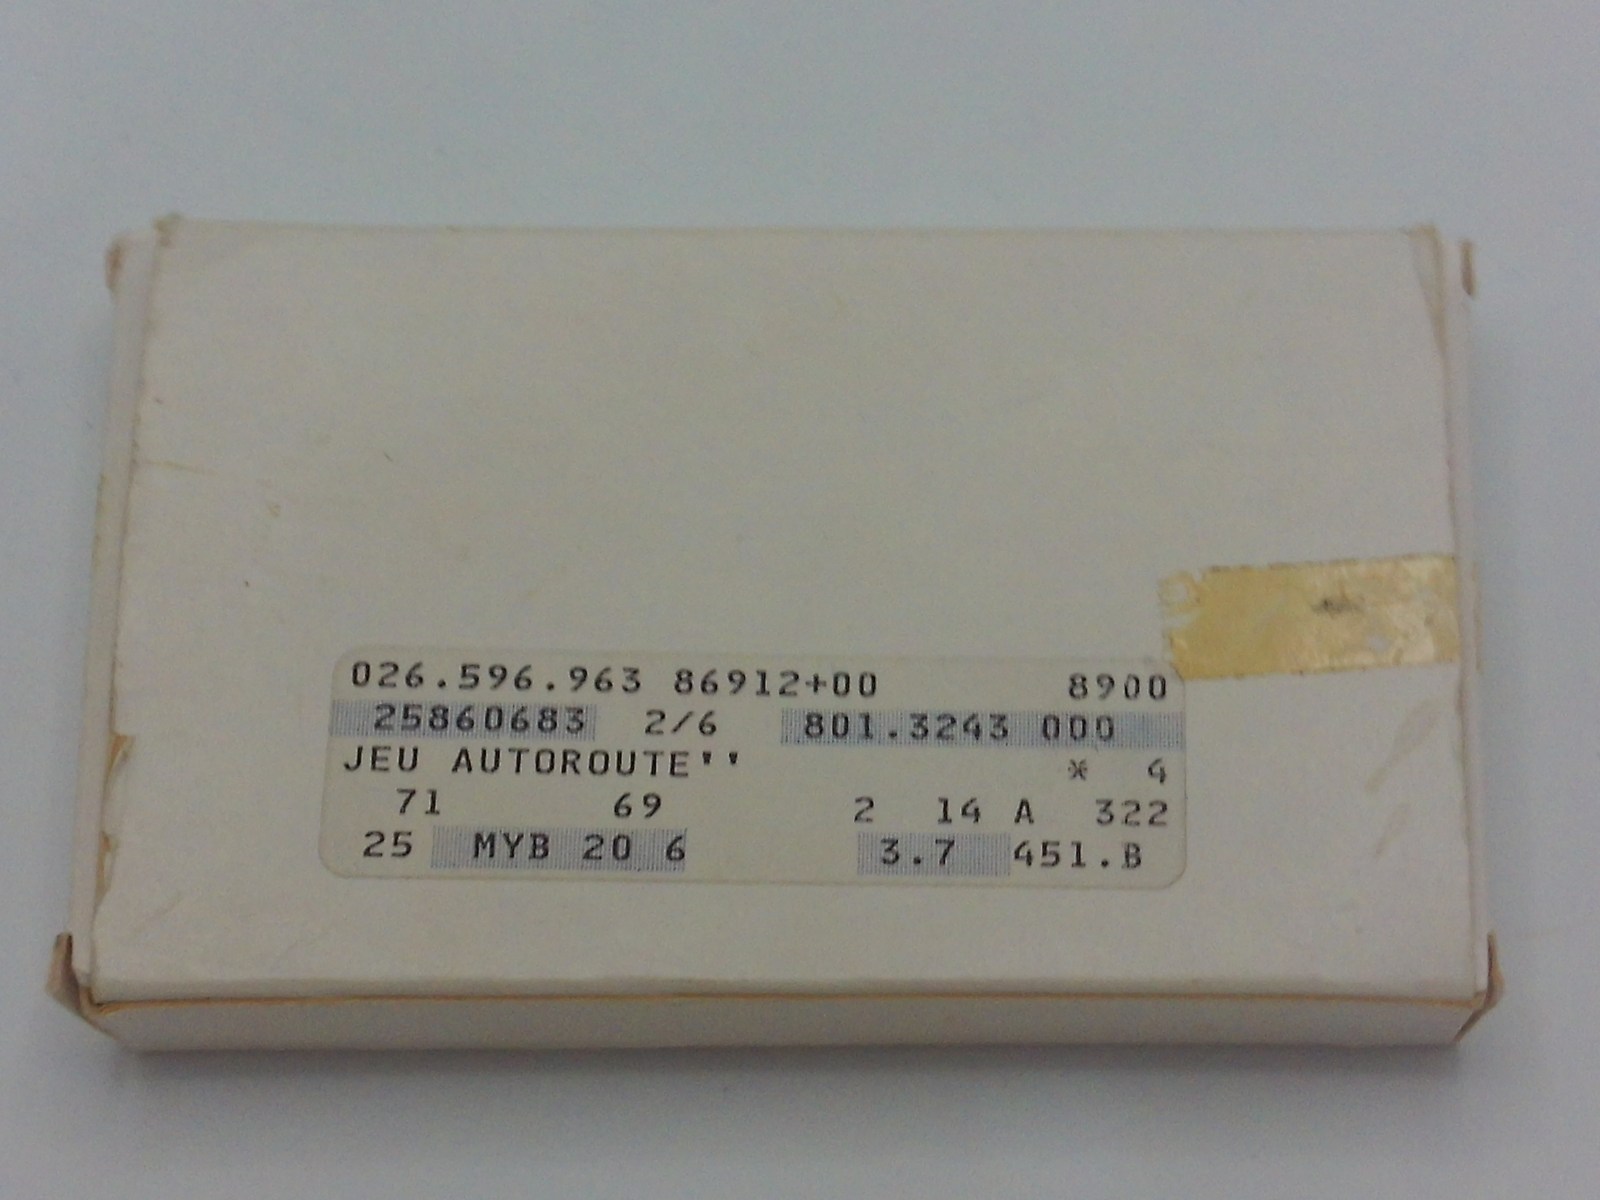 026.596.963 86912+00 8900
25860683 2/6 801.3243 000
JEU AUTOROUTE'' * 4
71 69 2 14 A 322
25 MYB 20 6 3.7 451.B